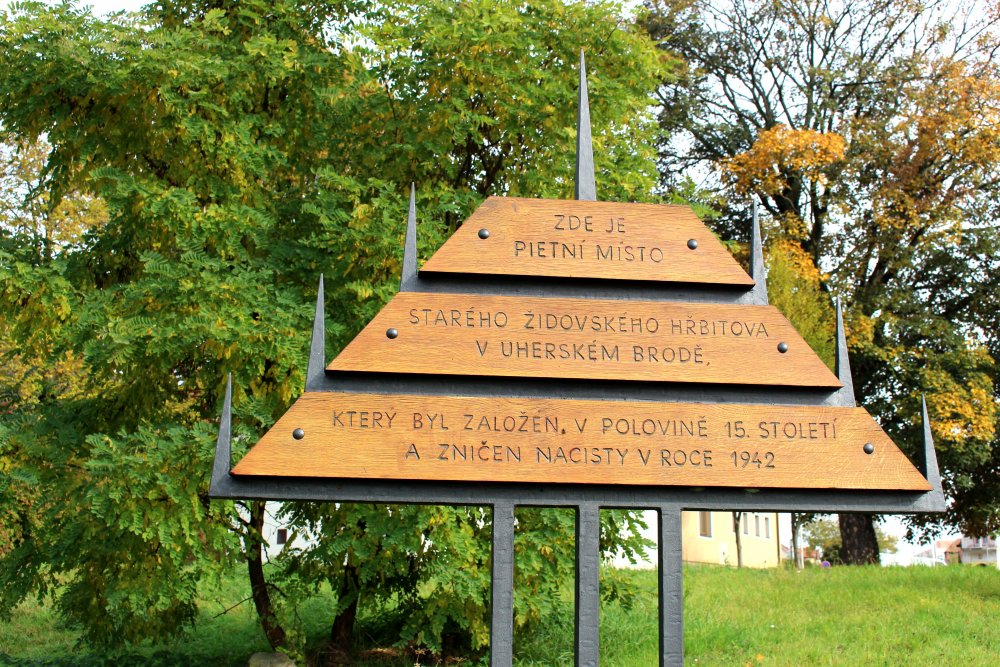 ZDE JE
PIETNÍ MÍSTO
STARÉHO ŽIDOVSKÉHO HŘBITOVA
V UHERSKÉM BRODĚ,
KTERÝ BYL ZALOŽEN V POLOVINĚ 15. STOLETÍ
A ZNIČEN NACISTY V ROCE 1942